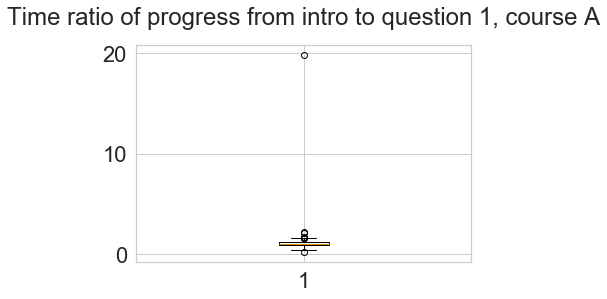 Time ratio of progress from intro to question 1, course A
20
10
0
1